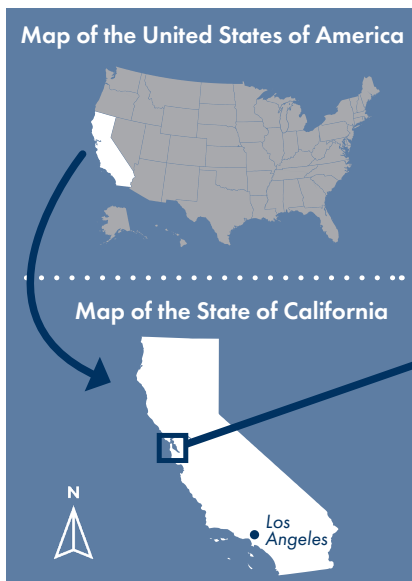 Map of the United States of America
Map of the State of California
N
Los
Angeles